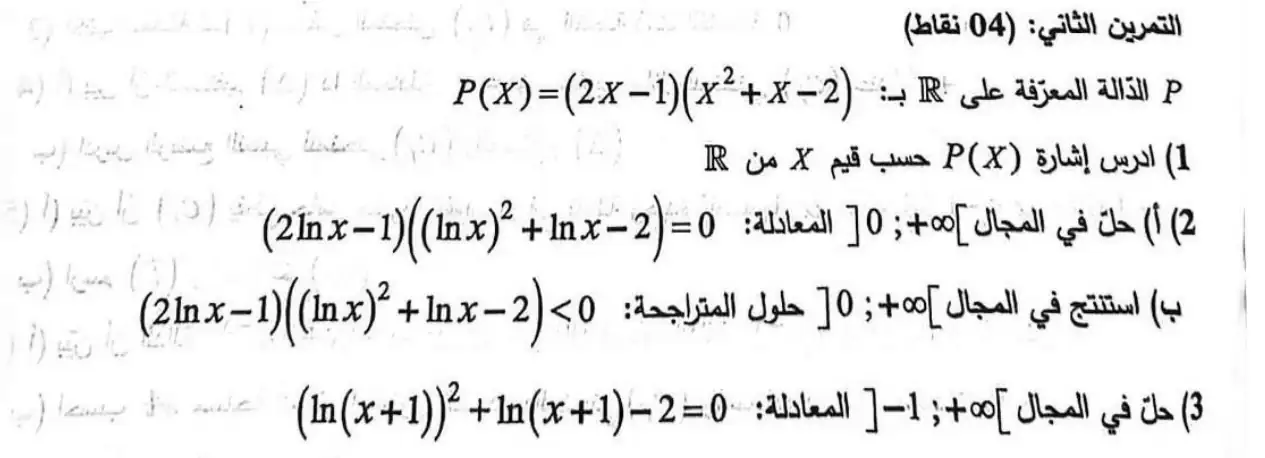 التمرين الثاني: (04 نقاط)
P الدّالة المعرّفة على ℝ بـ: P(X)=(2X−1)(X²+X−2)
1) ادرس إشارة P(X) حسب قيم X من ℝ
2) أ) حلّ في المجال ]0 ;+∞[ المعادلة: (2ln x−1)((ln x)²+ln x−2)=0
ب) استنتج في المجال ]0 ;+∞[ حلول المتراجحة: (2ln x−1)((ln x)²+ln x−2)<0
3) حلّ في المجال ]−1 ;+∞[ المعادلة: (ln(x+1))²+ln(x+1)−2=0